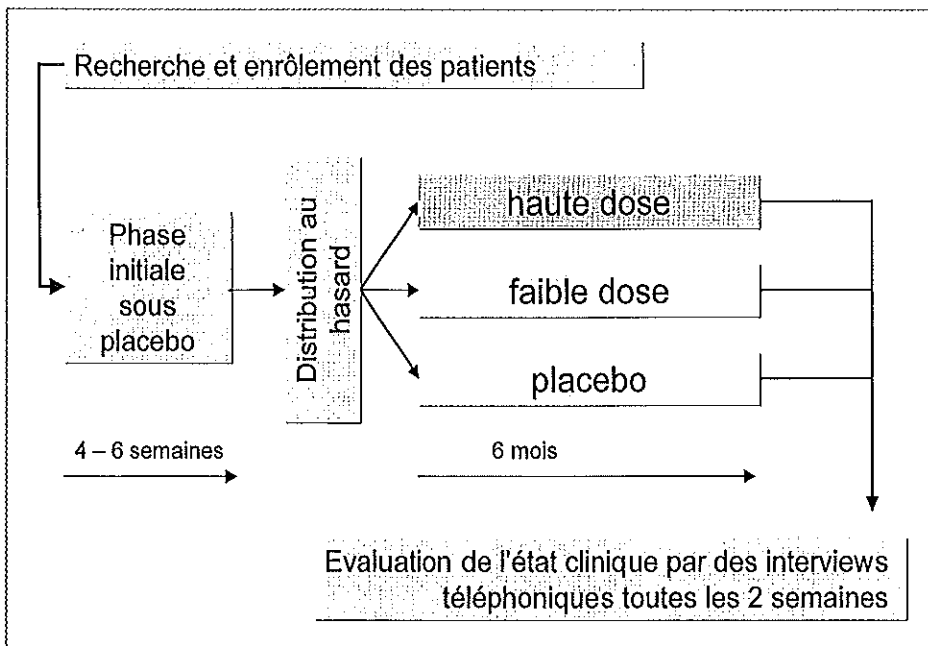 Recherche et enrôlement des patients
Phase
initiale
sous
placebo
Distribution au
hasard
haute dose
faible dose
placebo
4 – 6 semaines
6 mois
Evaluation de l'état clinique par des interviews
téléphoniques toutes les 2 semaines